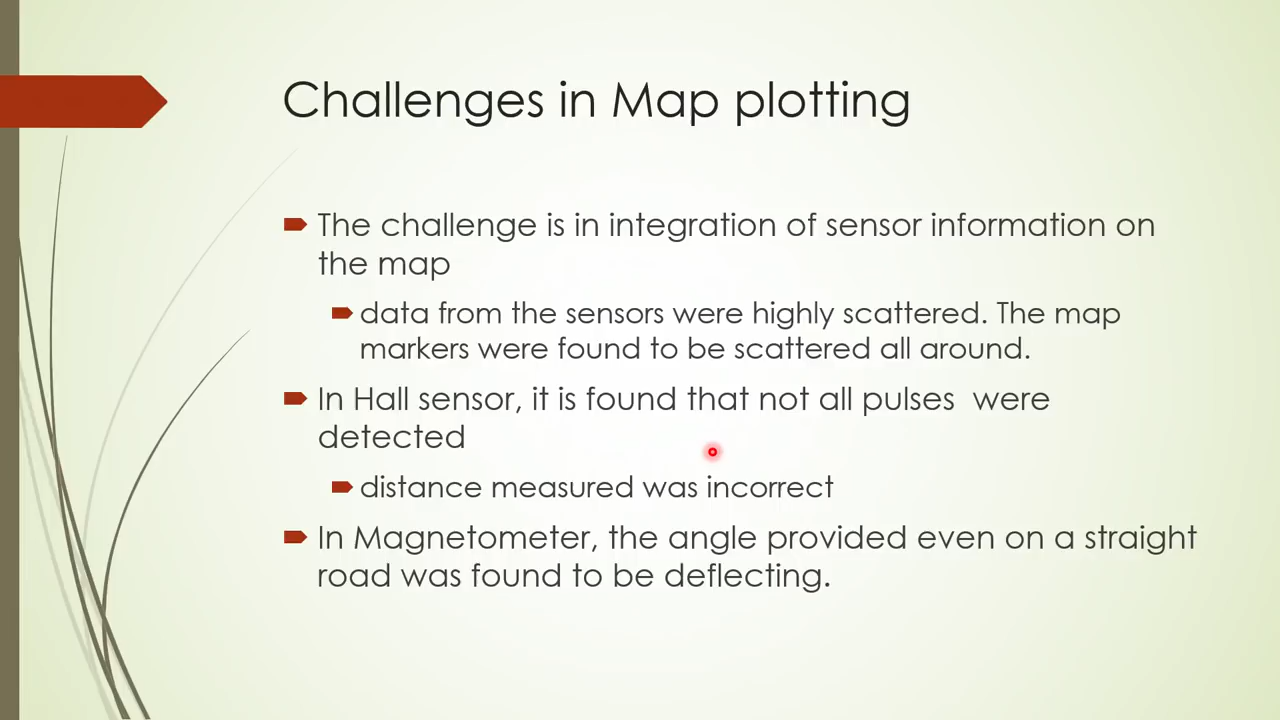 Challenges in Map plotting
The challenge is in integration of sensor information on
the map
data from the sensors were highly scattered. The map
markers were found to be scattered all around.
In Hall sensor, it is found that not all pulses  were
detected
distance measured was incorrect
In Magnetometer, the angle provided even on a straight
road was found to be deflecting.